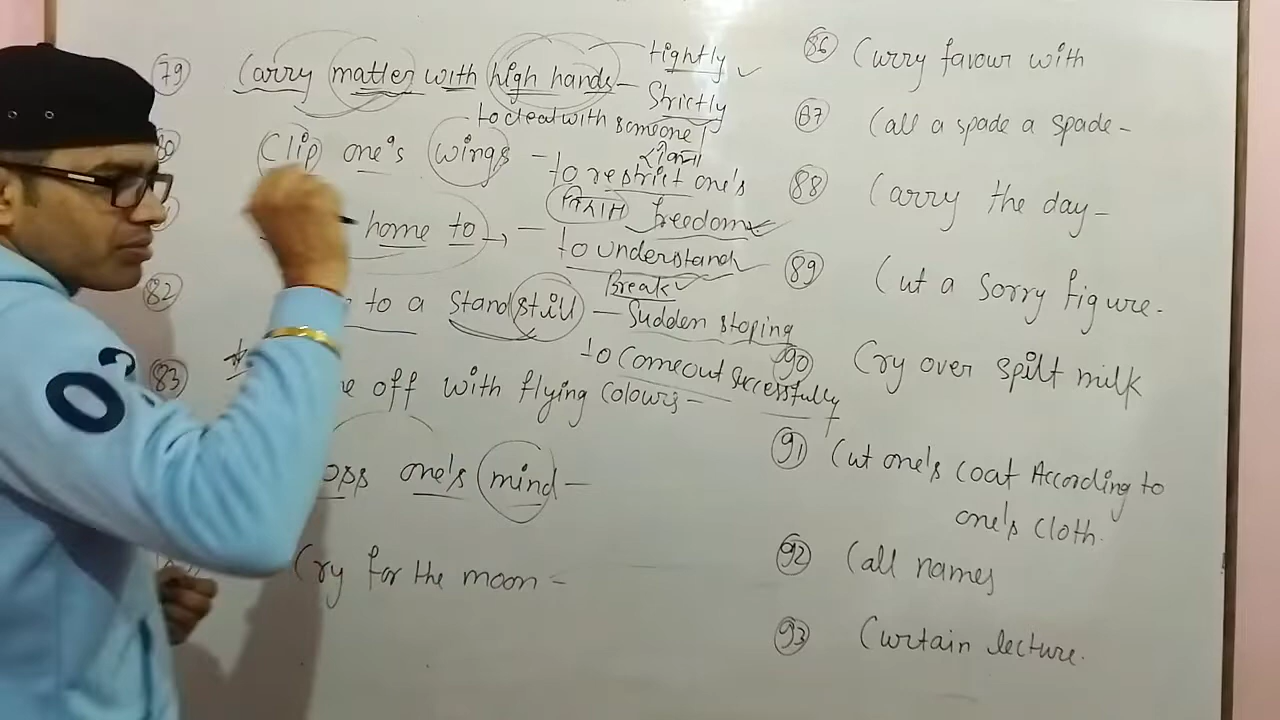 79 Carry matter with high hands - tightly
Strictly
to deal with someone
80 Clip one's wings - रोकना
to restrict one's
freedom
home to - to understand
Break
82 to a Standstill - Sudden stoping
to comeout successfully
83 off with flying colours -
one's mind -
Cry for the moon -
86 Curry favour with
87 Call a spade a spade -
88 Carry the day -
89 Cut a sorry figure.
90 Cry over spilt milk
91 Cut one's coat According to
one's cloth.
92 Call names
93 Curtain lecture.